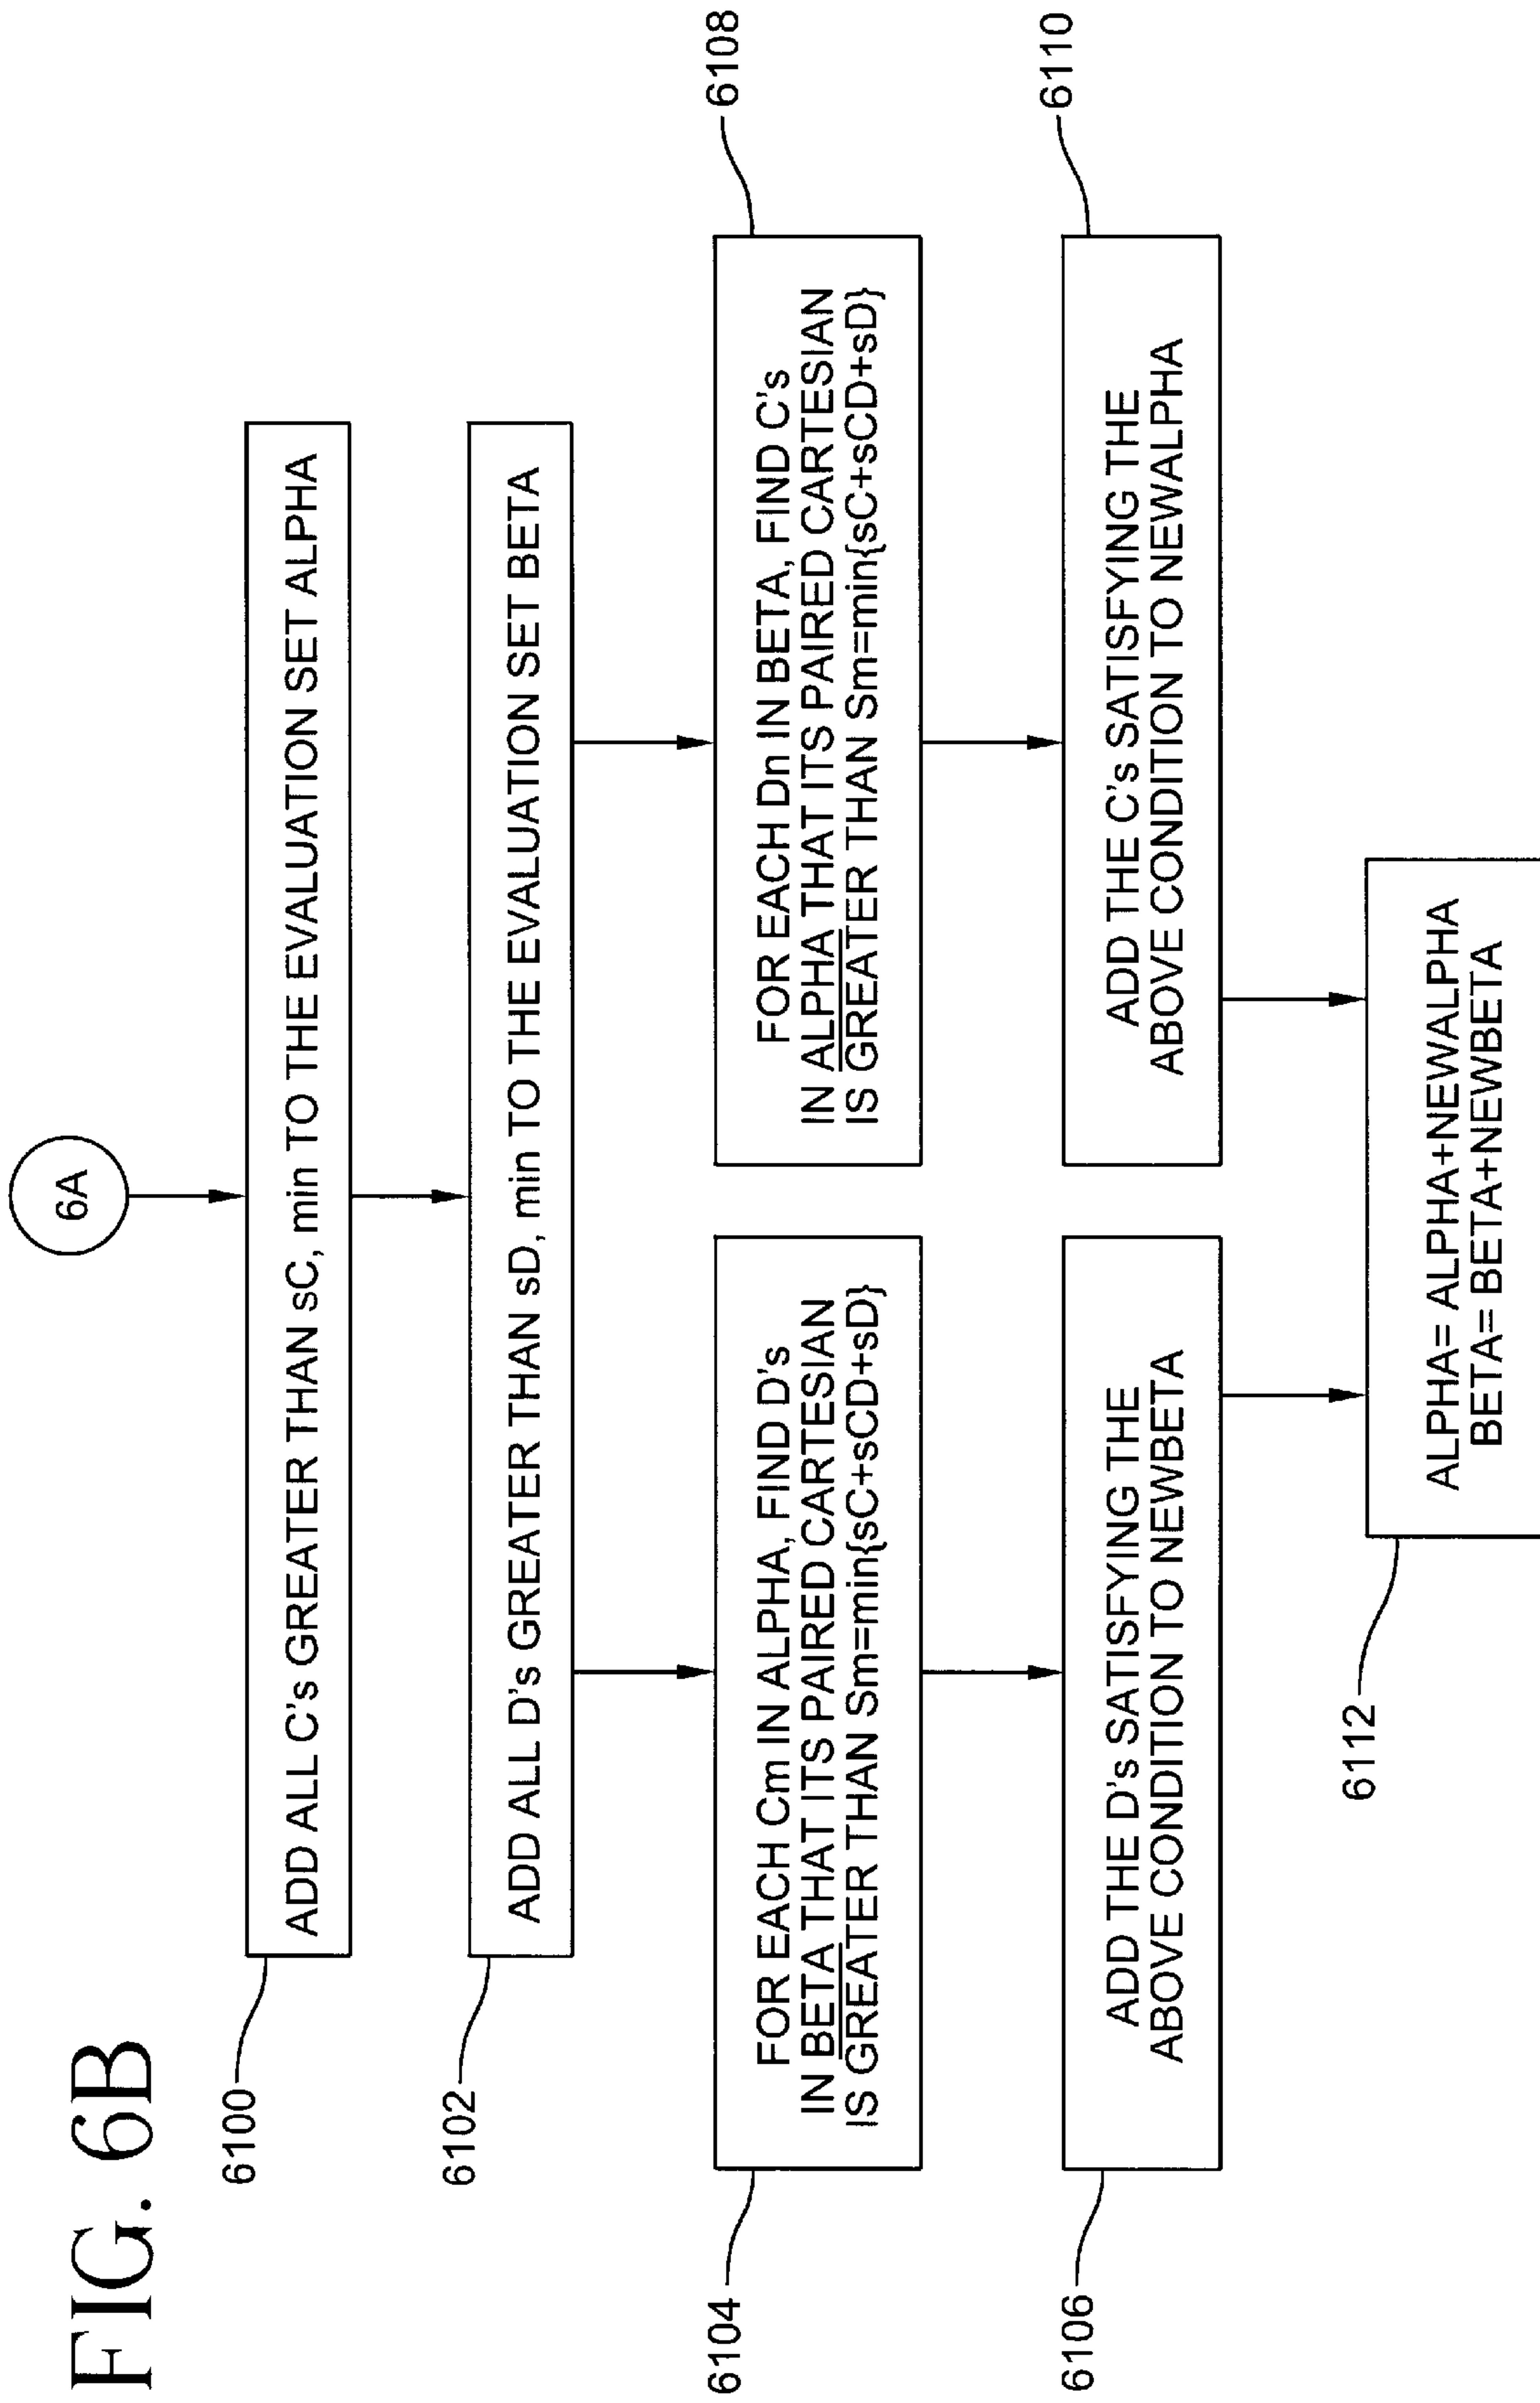 FIG. 6B
6A
6100
ADD ALL C's GREATER THAN sC, min TO THE EVALUATION SET ALPHA
6102
ADD ALL D's GREATER THAN sD, min TO THE EVALUATION SET BETA
6104
FOR EACH Cm IN ALPHA, FIND D's
IN BETA THAT ITS PAIRED CARTESIAN
IS GREATER THAN Sm=min{sC+sCD+sD}
6108
FOR EACH Dn IN BETA, FIND C's
IN ALPHA THAT ITS PAIRED CARTESIAN
IS GREATER THAN Sm=min{sC+sCD+sD}
6106
ADD THE D's SATISFYING THE
ABOVE CONDITION TO NEWBETA
6110
ADD THE C's SATISFYING THE
ABOVE CONDITION TO NEWALPHA
6112
ALPHA= ALPHA+NEWALPHA
BETA= BETA+NEWBETA